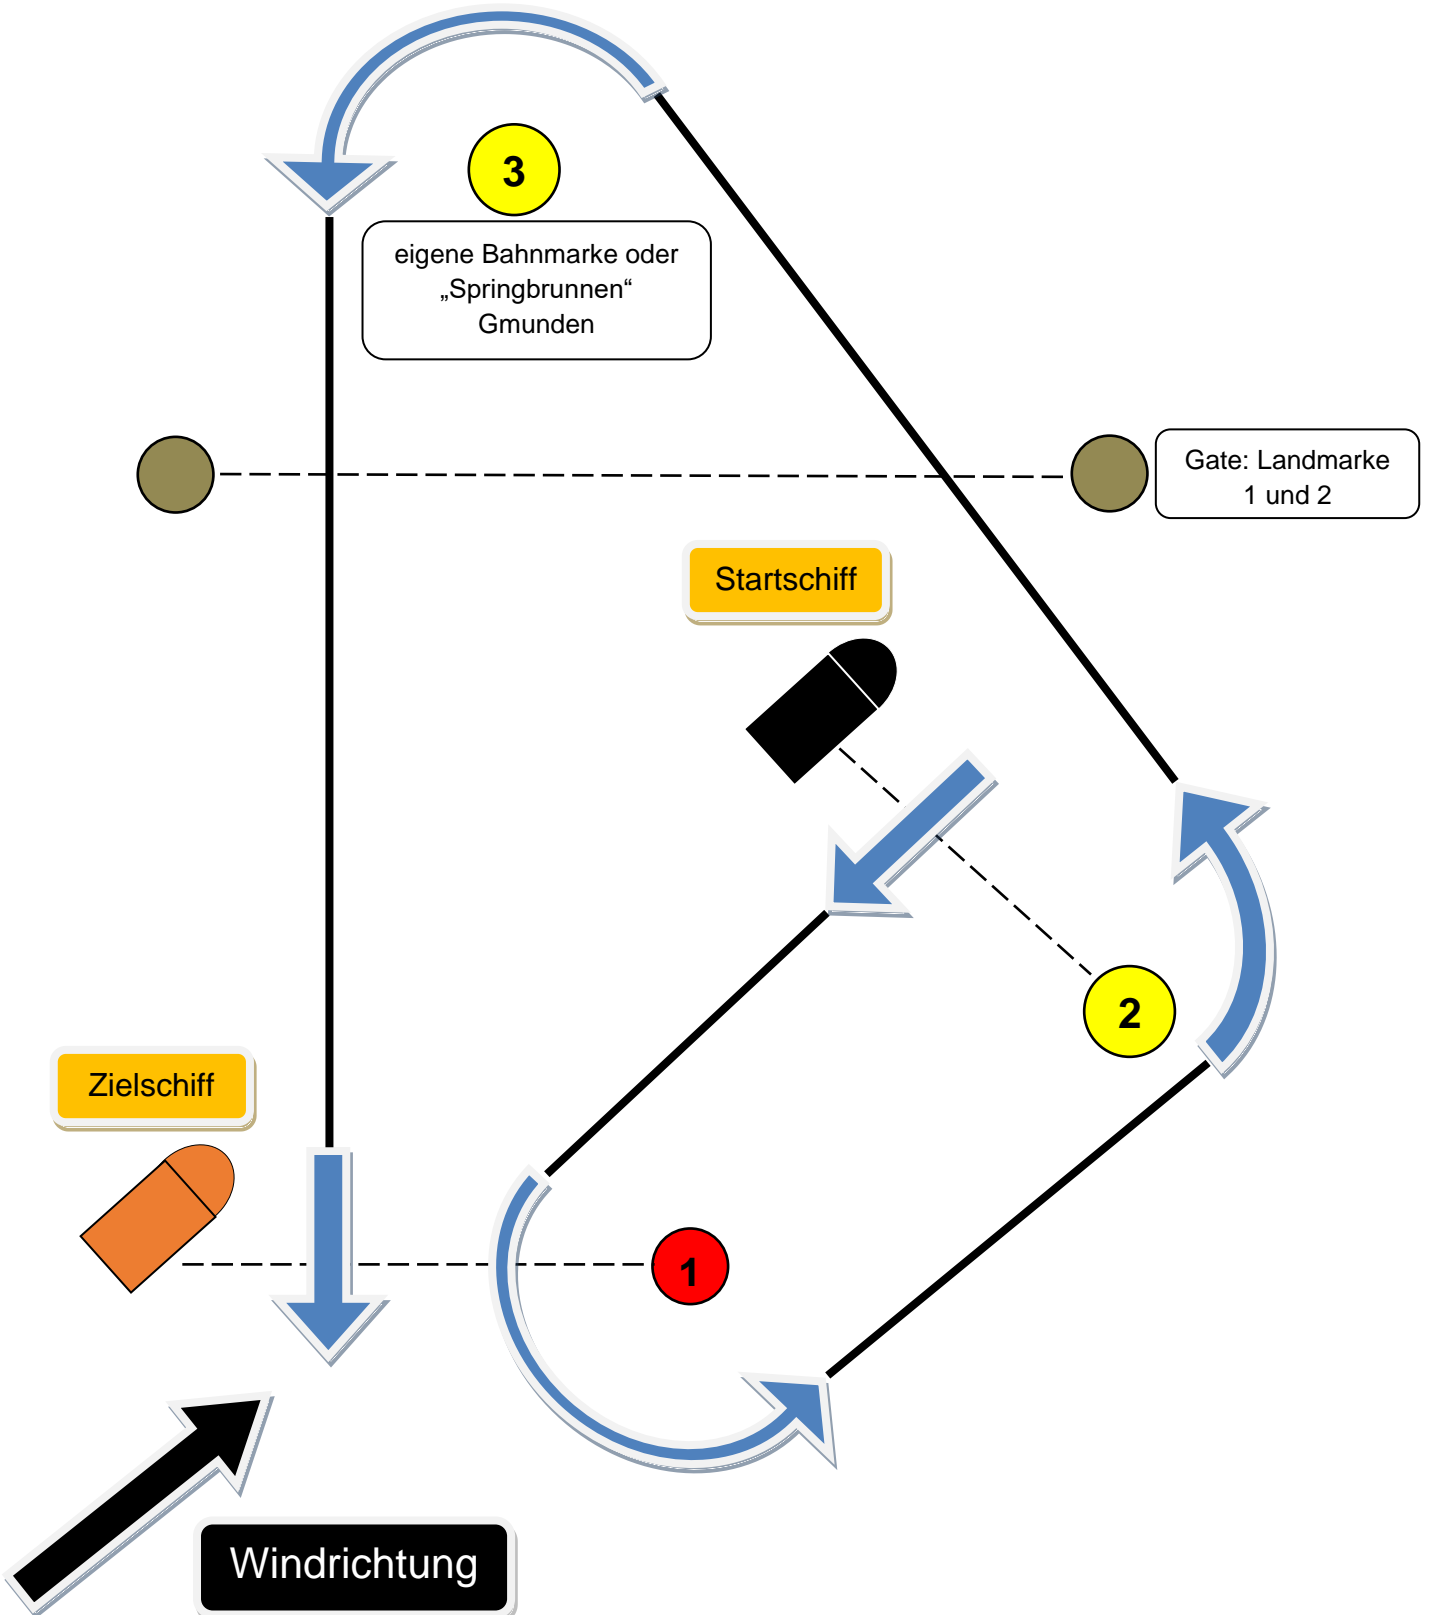 3
eigene Bahnmarke oder
„Springbrunnen“
Gmunden
Gate: Landmarke
1 und 2
Startschiff
2
Zielschiff
1
Windrichtung